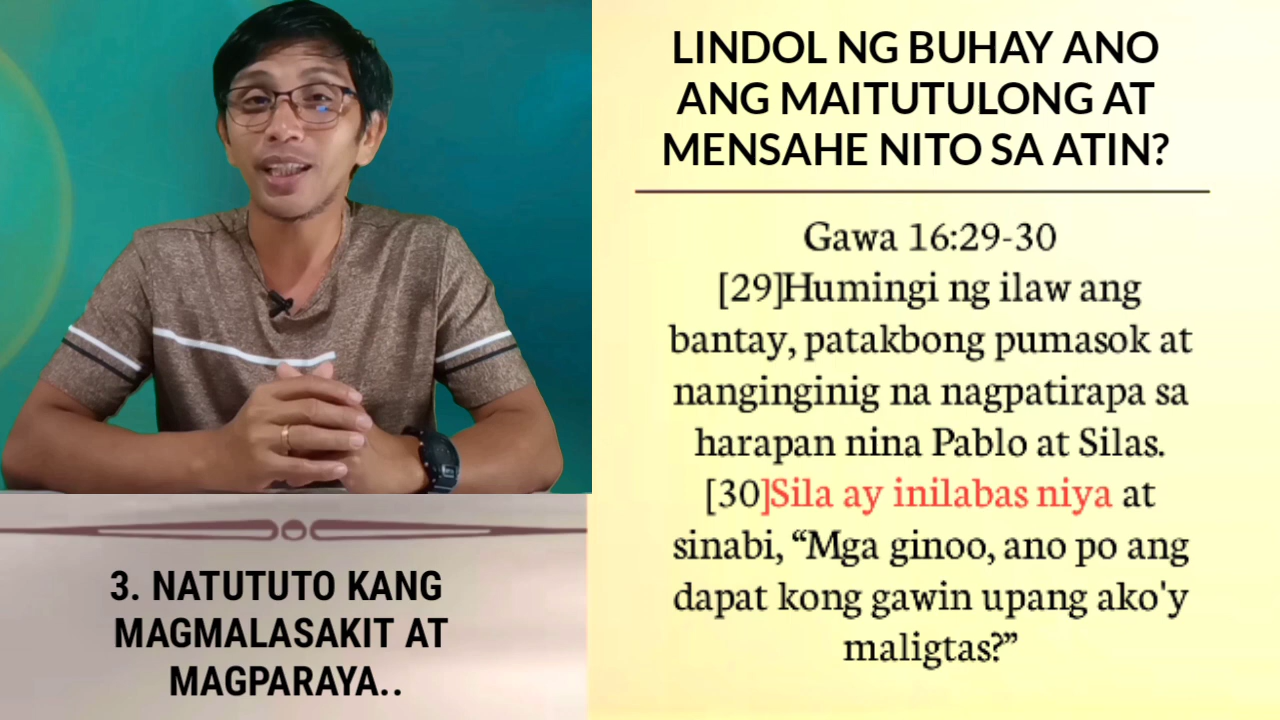 LINDOL NG BUHAY ANO
ANG MAITUTULONG AT
MENSAHE NITO SA ATIN?
Gawa 16:29-30
[29]Humingi ng ilaw ang
bantay, patakbong pumasok at
nanginginig na nagpatirapa sa
harapan nina Pablo at Silas.
[30]Sila ay inilabas niya at
sinabi, “Mga ginoo, ano po ang
dapat kong gawin upang ako'y
maligtas?”
3. NATUTUTO KANG
MAGMALASAKIT AT
MAGPARAYA..